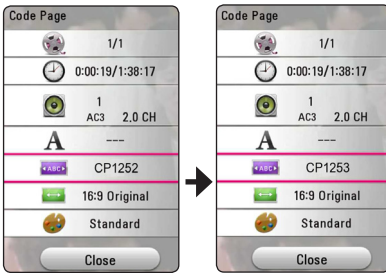 Code Page
1/1
0:00:19/1:38:17
1
AC3 2.0 CH
A ---
ABC CP1252
16:9 Original
Standard
Close
Code Page
1/1
0:00:19/1:38:17
1
AC3 2.0 CH
A ---
ABC CP1253
16:9 Original
Standard
Close